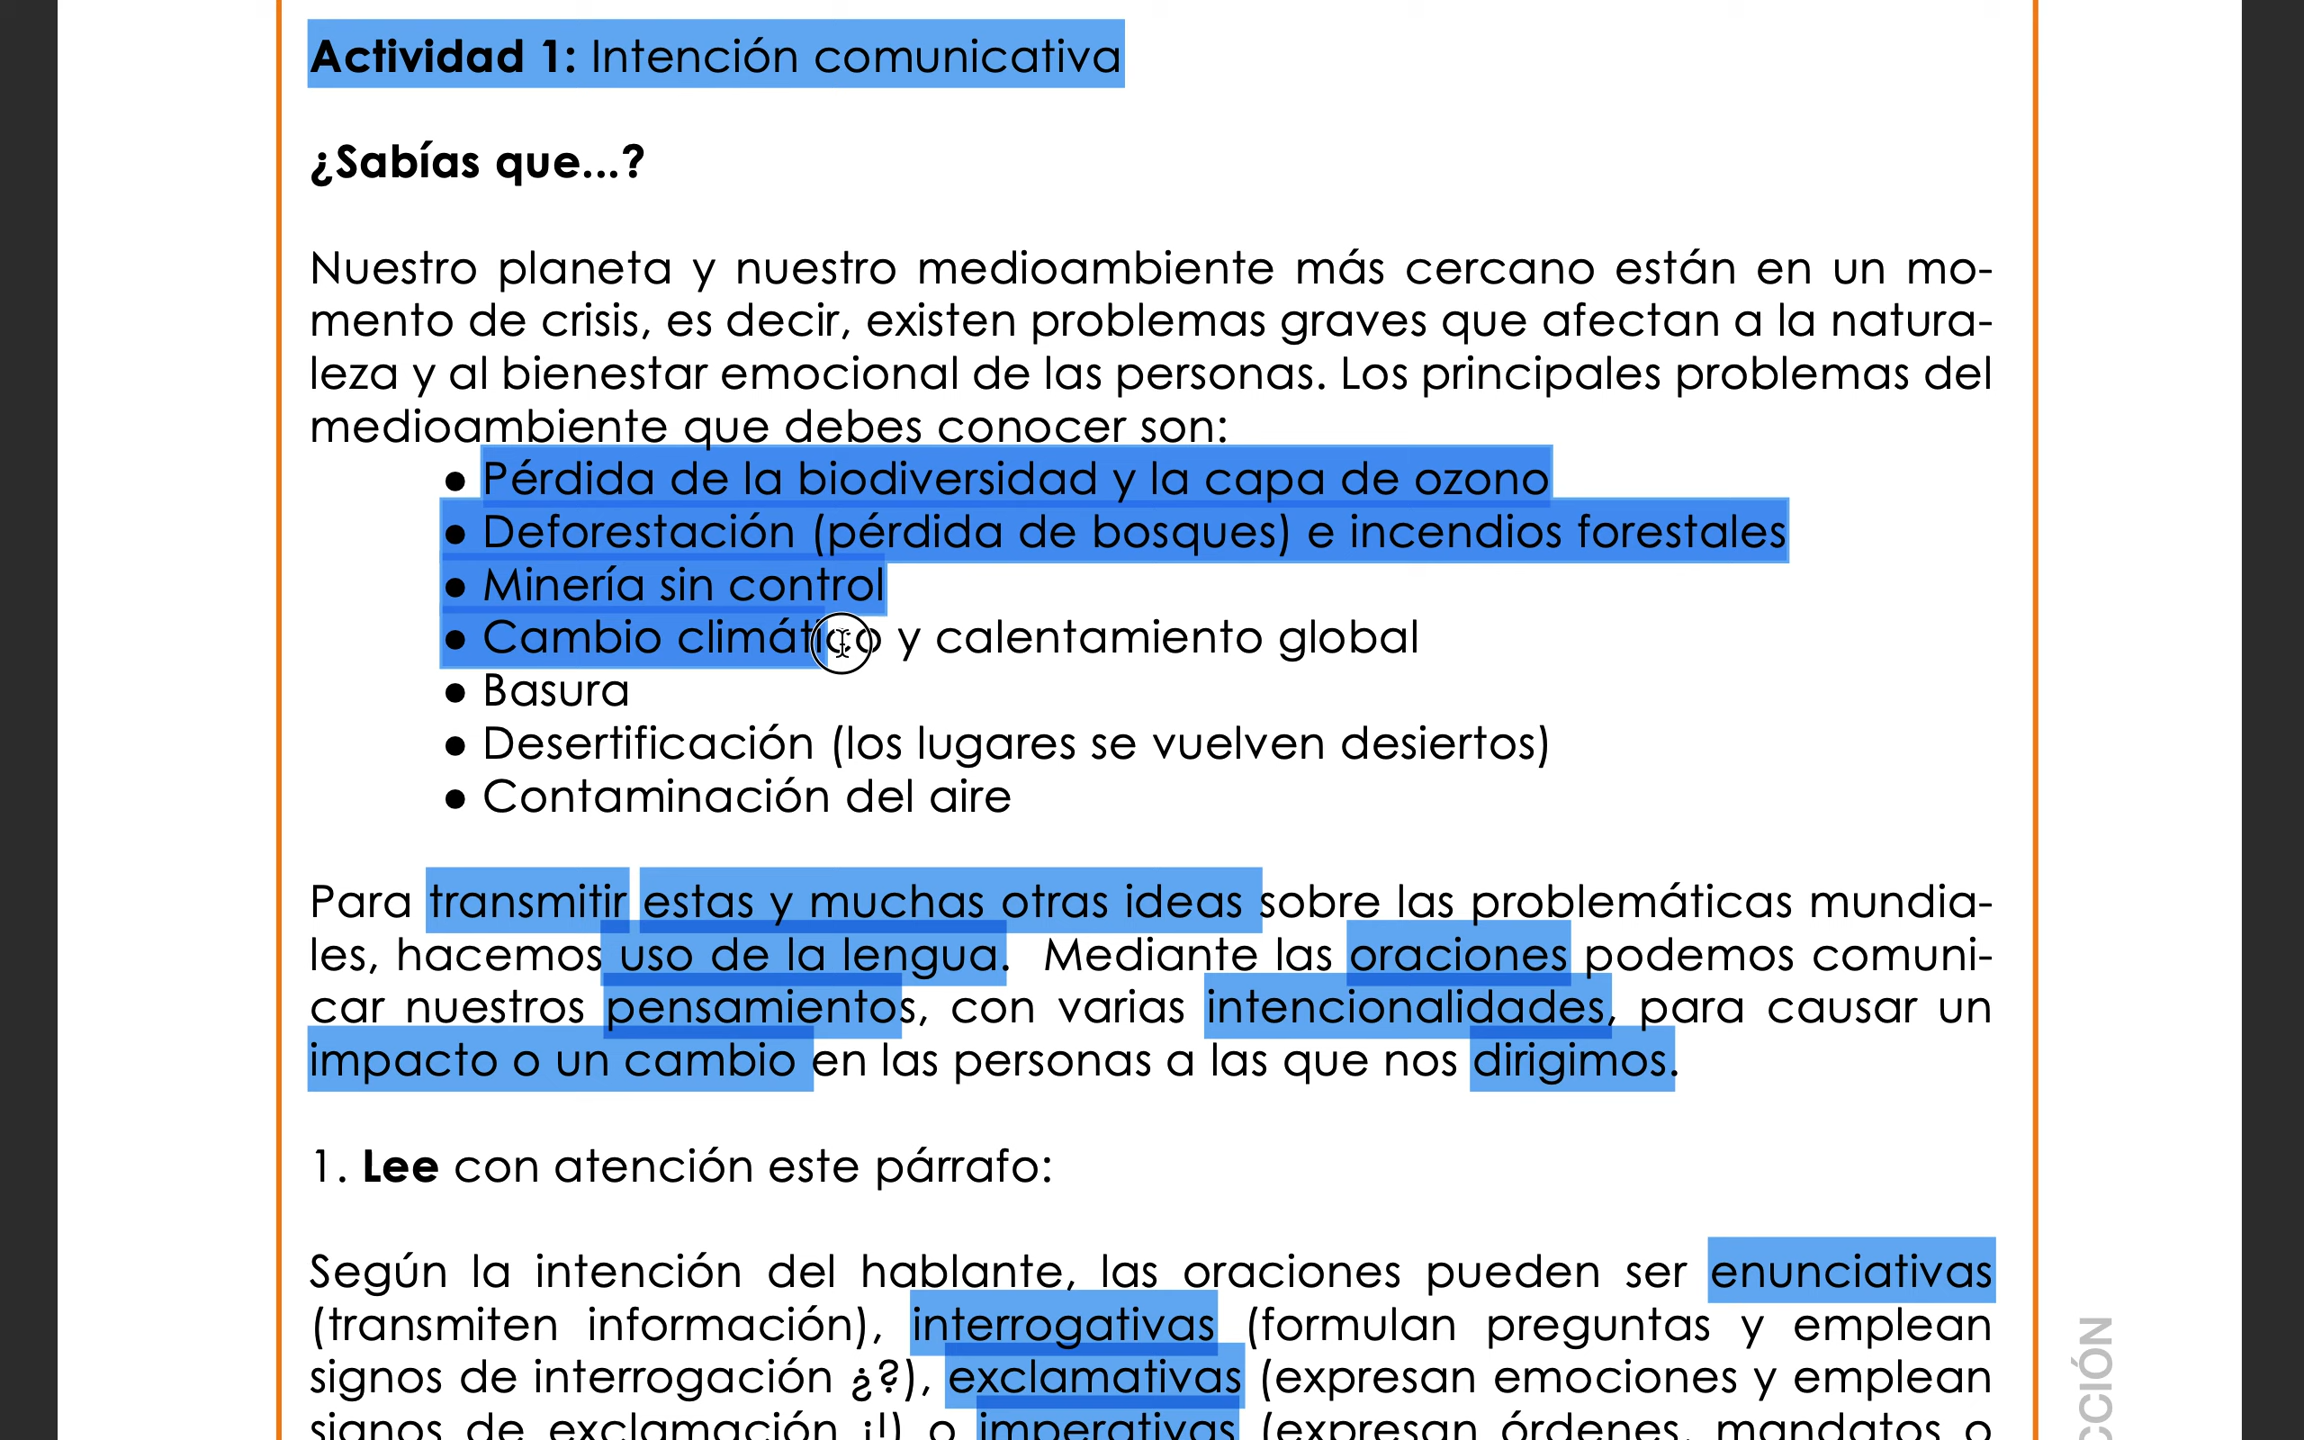 Actividad 1: Intención comunicativa
¿Sabías que...?
Nuestro planeta y nuestro medioambiente más cercano están en un mo-
mento de crisis, es decir, existen problemas graves que afectan a la natura-
leza y al bienestar emocional de las personas. Los principales problemas del
medioambiente que debes conocer son:
● Pérdida de la biodiversidad y la capa de ozono
● Deforestación (pérdida de bosques) e incendios forestales
● Minería sin control
● Cambio climático y calentamiento global
● Basura
● Desertificación (los lugares se vuelven desiertos)
● Contaminación del aire
Para transmitir estas y muchas otras ideas sobre las problemáticas mundia-
les, hacemos uso de la lengua. Mediante las oraciones podemos comuni-
car nuestros pensamientos, con varias intencionalidades, para causar un
impacto o un cambio en las personas a las que nos dirigimos.
1. Lee con atención este párrafo:
Según la intención del hablante, las oraciones pueden ser enunciativas
(transmiten información), interrogativas (formulan preguntas y emplean
signos de interrogación ¿?), exclamativas (expresan emociones y emplean
signos de exclamación ¡!) o imperativas (expresan órdenes, mandatos o